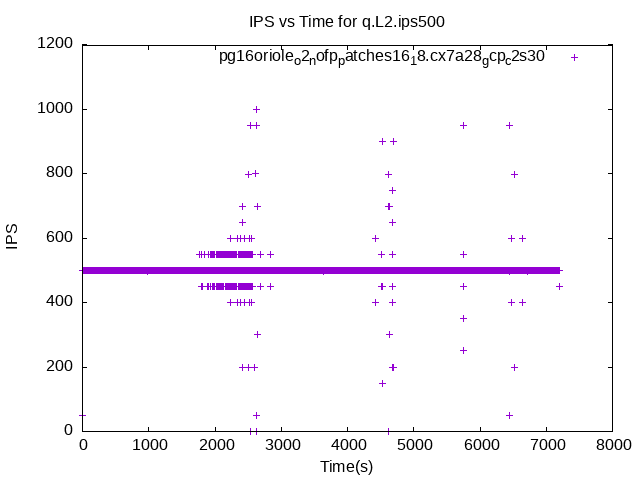 IPS vs Time for q.L2.ips500
pg16oriole_o2_nofp_patches16_18.cx7a28_gcp_c2s30
1200
1000
800
600
400
200
0
IPS
0 1000 2000 3000 4000 5000 6000 7000 8000
Time(s)